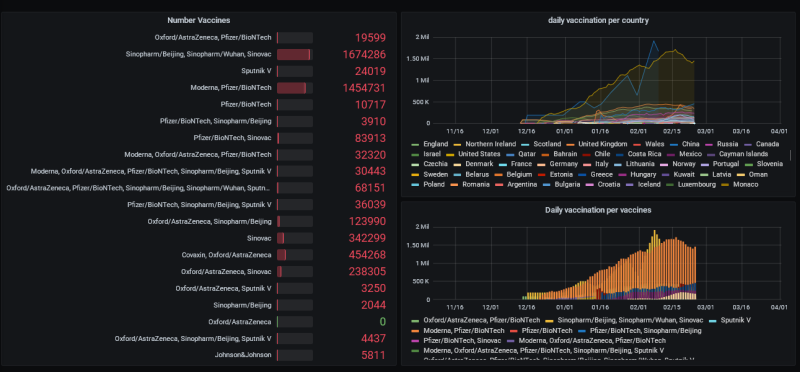 Number Vaccines
Oxford/AstraZeneca, Pfizer/BioNTech 19599
Sinopharm/Beijing, Sinopharm/Wuhan, Sinovac 1674286
Sputnik V 24019
Moderna, Pfizer/BioNTech 1454731
Pfizer/BioNTech 10717
Pfizer/BioNTech, Sinopharm/Beijing 3910
Pfizer/BioNTech, Sinovac 83913
Moderna, Oxford/AstraZeneca, Pfizer/BioNTech 32320
Moderna, Oxford/AstraZeneca, Pfizer/BioNTech, Sinopharm/Beijing, Sputnik V 30443
Oxford/AstraZeneca, Pfizer/BioNTech, Sinopharm/Beijing, Sinopharm/Wuhan, Sputn... 68151
Pfizer/BioNTech, Sinopharm/Beijing, Sputnik V 36039
Oxford/AstraZeneca, Sinopharm/Beijing 123990
Sinovac 342299
Covaxin, Oxford/AstraZeneca 454268
Oxford/AstraZeneca, Sinovac 238305
Oxford/AstraZeneca, Sputnik V 3250
Sinopharm/Beijing 2044
Oxford/AstraZeneca 0
Oxford/AstraZeneca, Sinopharm/Beijing, Sputnik V 4437
Johnson&Johnson 5811
daily vaccination per country
2 Mil
1.50 Mil
1 Mil
500 K
0
11/16 12/01 12/16 01/01 01/16 02/01 02/16 03/01 03/16 04/01
England Northern Ireland Scotland United Kingdom Wales China Russia Canada
Israel United States Qatar Bahrain Chile Costa Rica Mexico Cayman Islands
Czechia Denmark France Germany Italy Lithuania Norway Portugal Slovenia
Sweden Belarus Belgium Estonia Greece Hungary Kuwait Latvia Oman
Poland Romania Argentina Bulgaria Croatia Iceland Luxembourg Monaco
Daily vaccination per vaccines
2 Mil
1.50 Mil
1 Mil
500 K
0
11/16 12/01 12/16 01/01 01/16 02/01 02/16 03/01 03/16 04/01
Oxford/AstraZeneca, Pfizer/BioNTech Sinopharm/Beijing, Sinopharm/Wuhan, Sinovac Sputnik V
Moderna, Pfizer/BioNTech Pfizer/BioNTech Pfizer/BioNTech, Sinopharm/Beijing
Pfizer/BioNTech, Sinovac Moderna, Oxford/AstraZeneca, Pfizer/BioNTech
Moderna, Oxford/AstraZeneca, Pfizer/BioNTech, Sinopharm/Beijing, Sputnik V
Oxford/AstraZeneca, Pfizer/BioNTech, Sinopharm/Beijing, Sinopharm/Wuhan, Sputnik V